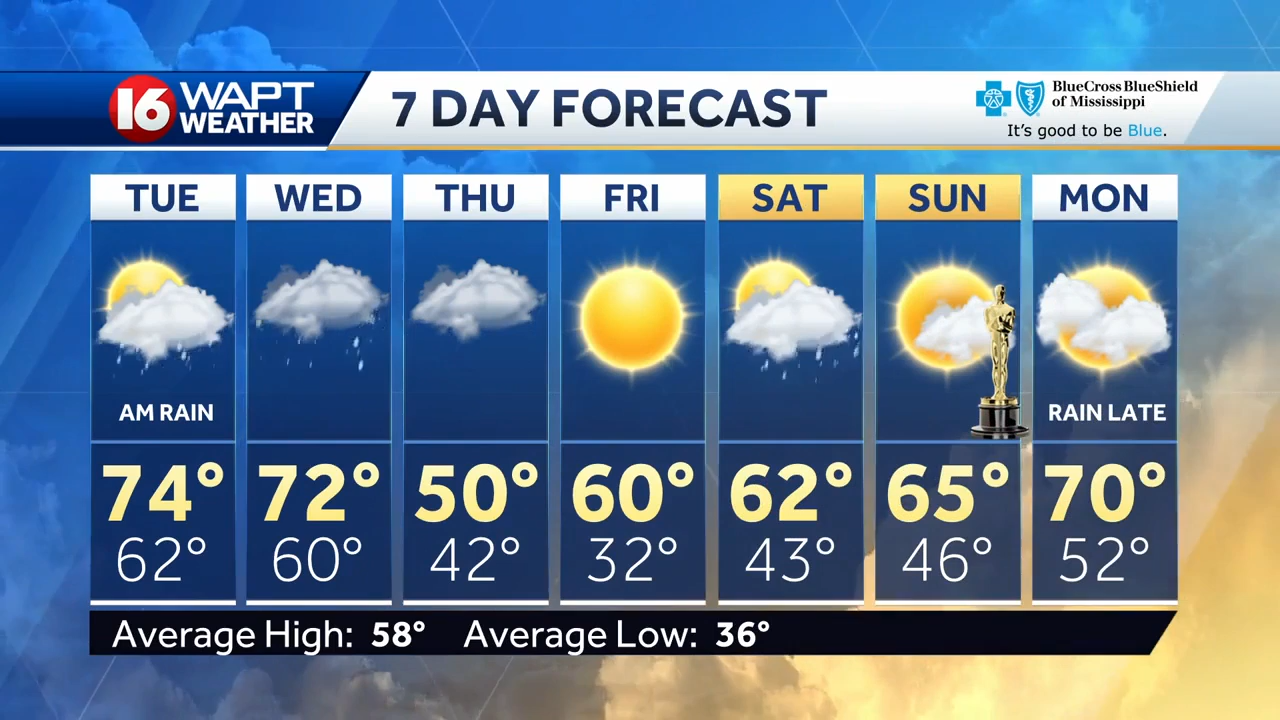 16 WAPT WEATHER
7 DAY FORECAST
BlueCross BlueShield
of Mississippi
It's good to be Blue.
TUE WED THU FRI SAT SUN MON
AM RAIN RAIN LATE
74° 72° 50° 60° 62° 65° 70°
62° 60° 42° 32° 43° 46° 52°
Average High: 58° Average Low: 36°